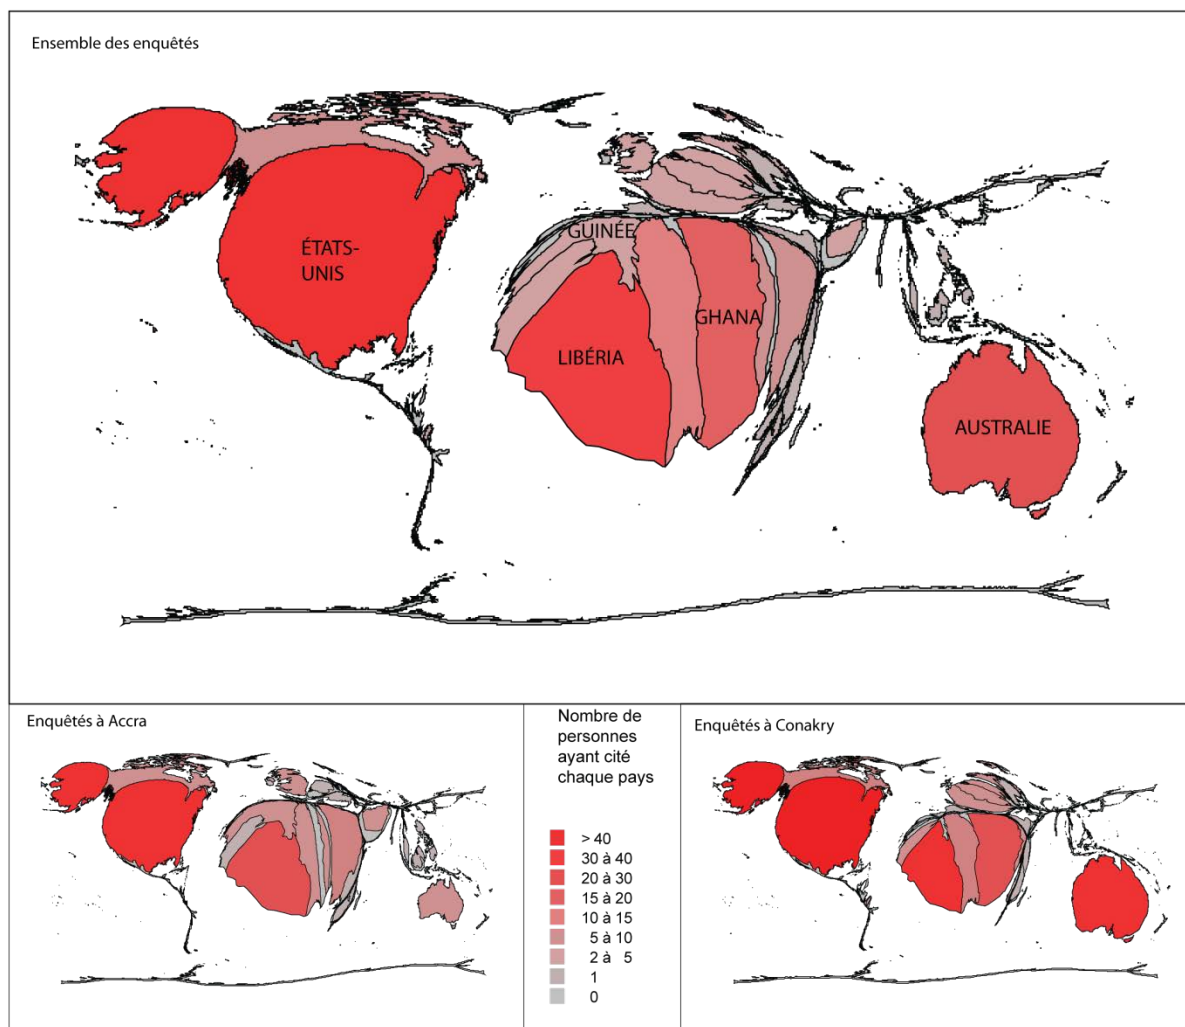 Ensemble des enquêtés
ÉTATS-
UNIS
GUINÉE
GHANA
LIBÉRIA
AUSTRALIE
Enquêtés à Accra
Nombre de
personnes
ayant cité
chaque pays
> 40
30 à 40
20 à 30
15 à 20
10 à 15
5 à 10
2 à 5
1
0
Enquêtés à Conakry